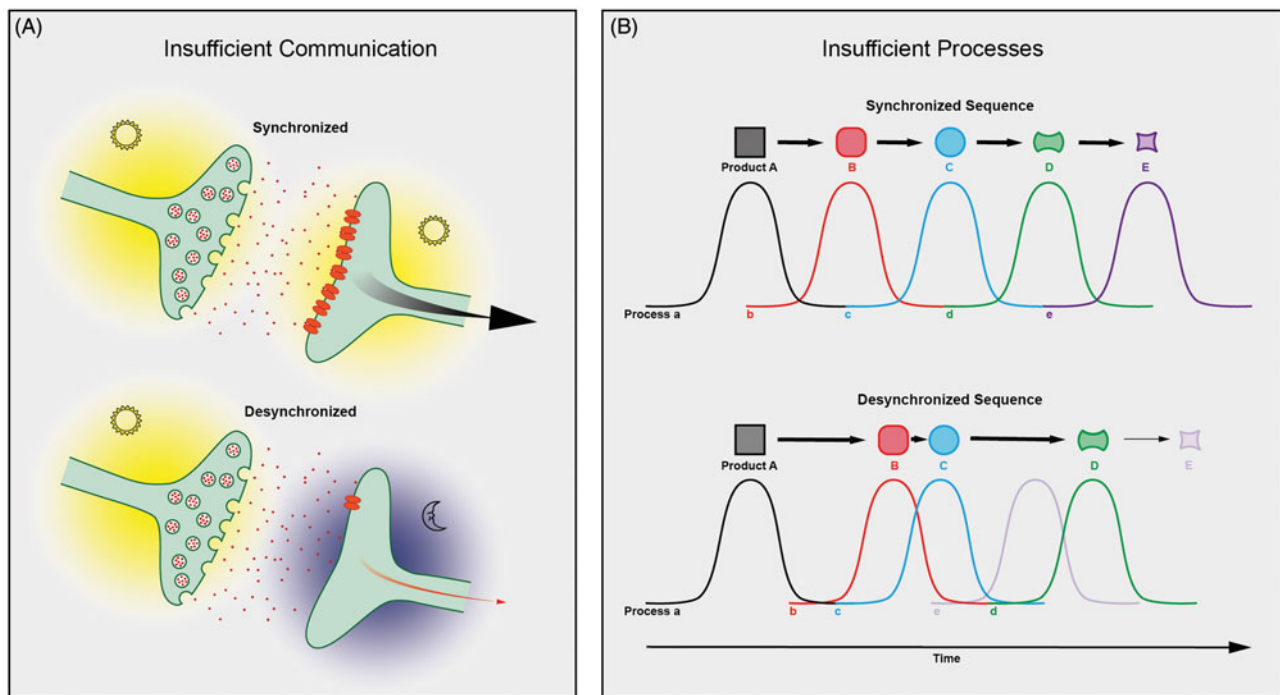 (A)
Insufficient Communication
Synchronized
Desynchronized
(B)
Insufficient Processes
Synchronized Sequence
Product A B C D E
Process a b c d e
Desynchronized Sequence
Product A B C D E
Process a b c e d
Time